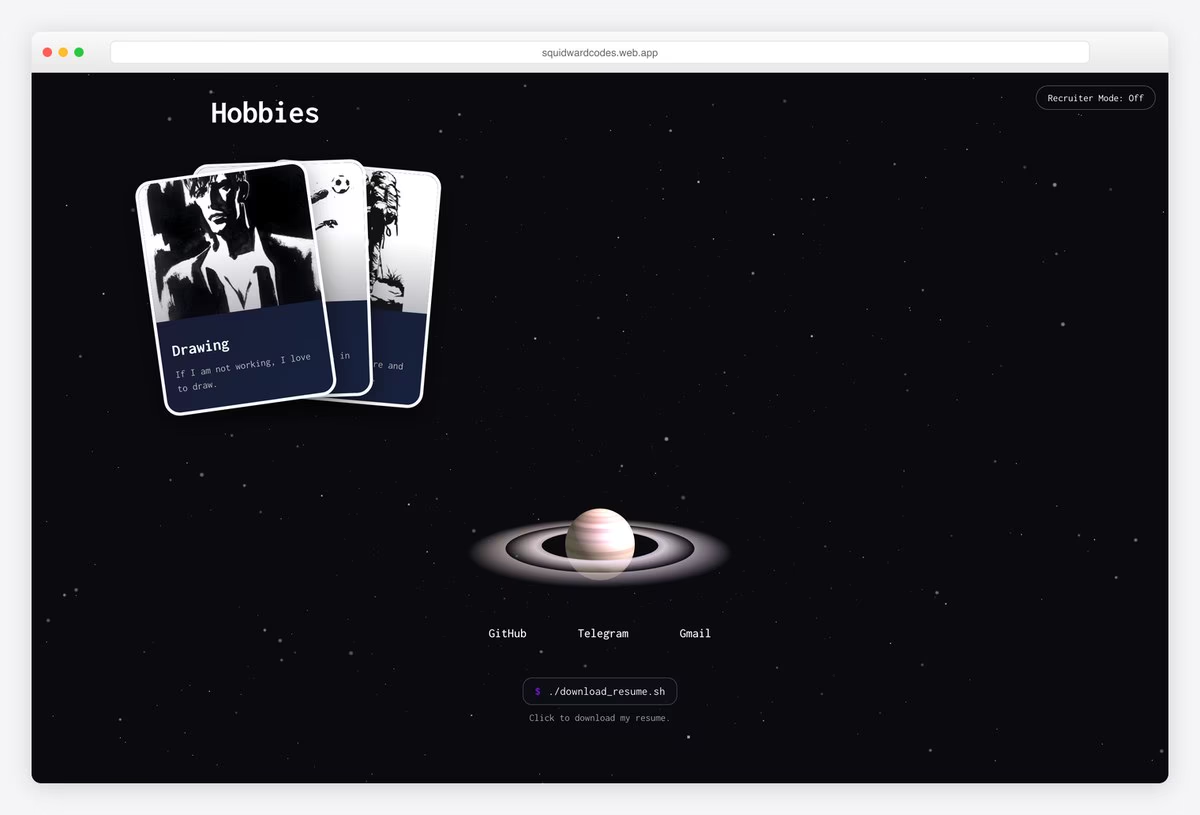 squidwardcodes.web.app
Recruiter Mode: Off
Hobbies
Drawing
If I am not working, I love
to draw.
in
re and
GitHub
Telegram
Gmail
$ ./download_resume.sh
Click to download my resume.